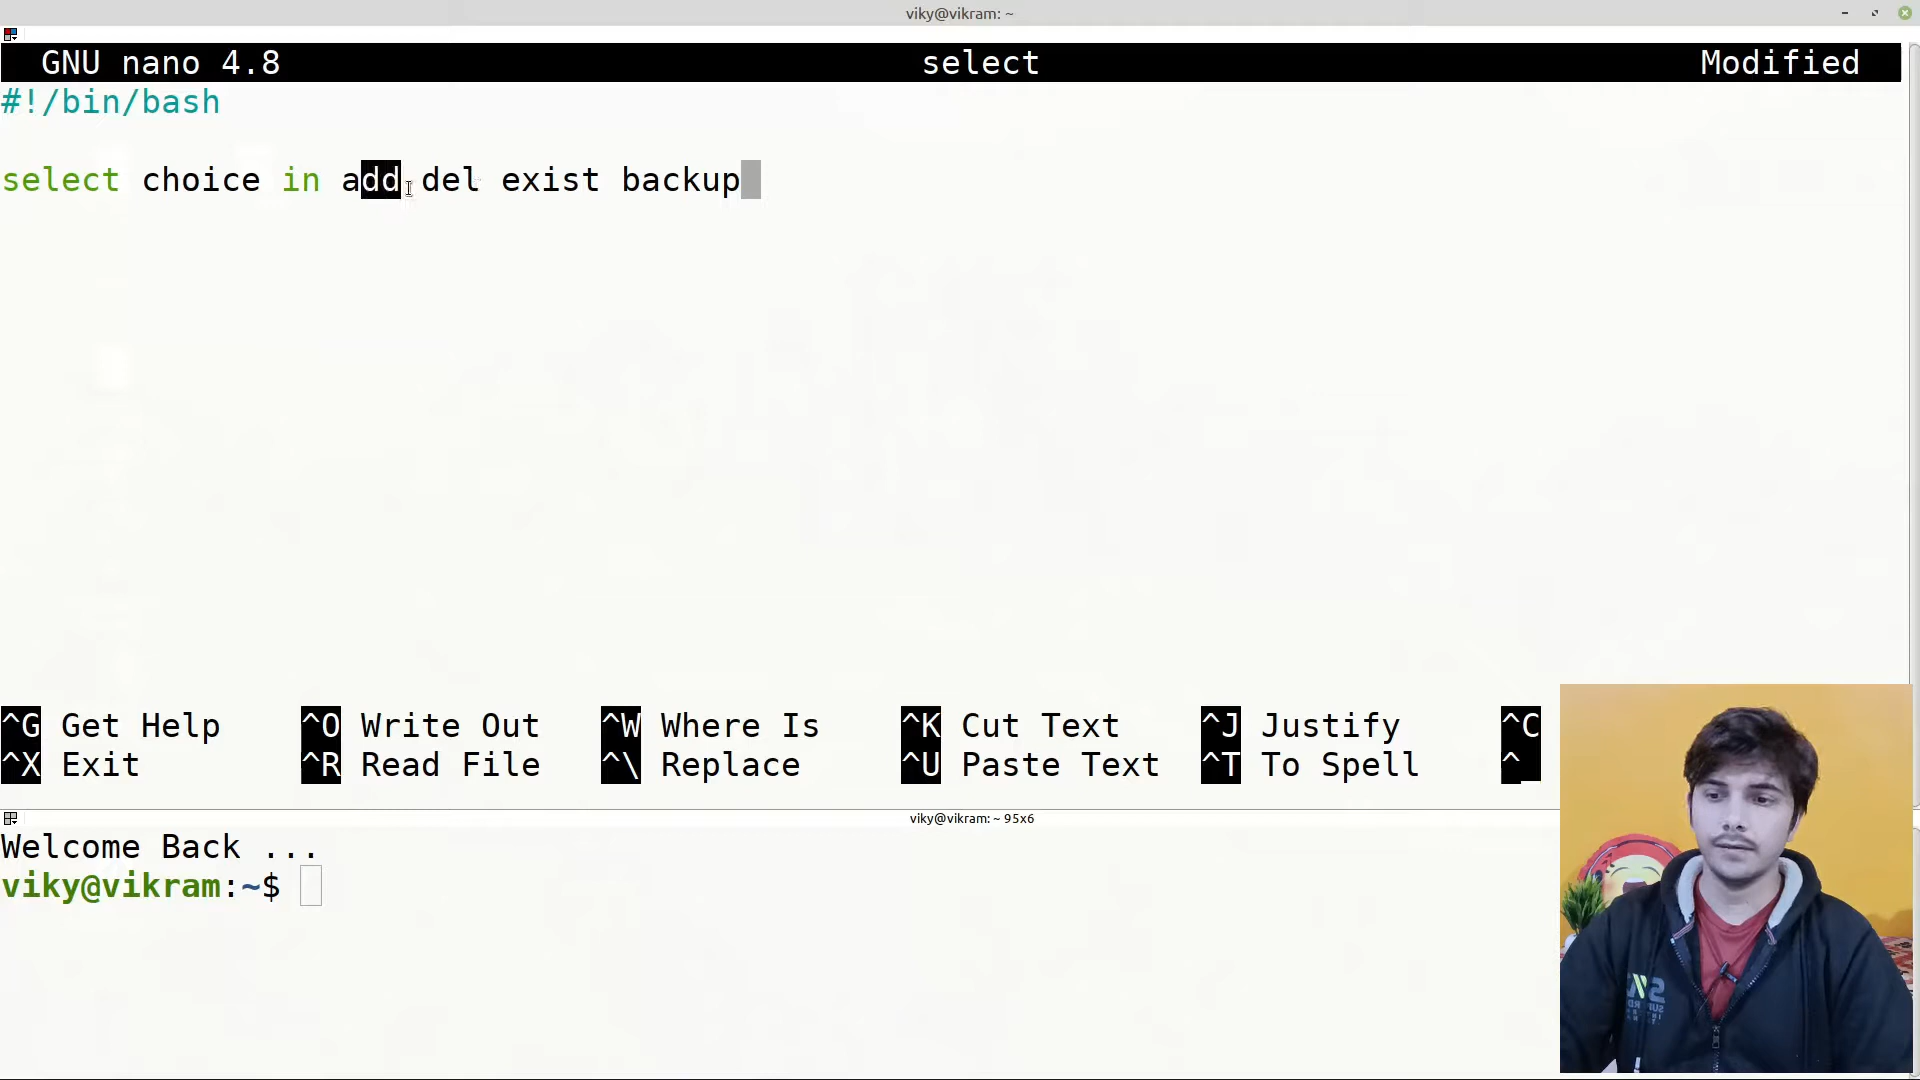 viky@vikram: ~
GNU nano 4.8 select Modified
#!/bin/bash
select choice in add del exist backup
^G Get Help ^O Write Out ^W Where Is ^K Cut Text ^J Justify ^C
^X Exit ^R Read File ^\ Replace ^U Paste Text ^T To Spell ^_
viky@vikram: ~ 95x6
Welcome Back ...
viky@vikram:~$